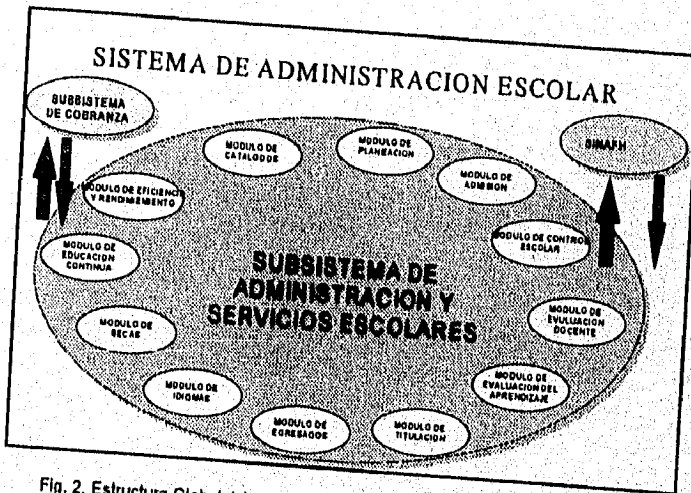 SISTEMA DE ADMINISTRACION ESCOLAR
SUBSISTEMA
DE COBRANZA
SINAFH
MODULO DE
CATALOGOS
MODULO DE
PLANEACION
MODULO DE
ADMISION
MODULO DE EFICIENCIA
Y RENDIMIENTO
MODULO DE CONTROL
ESCOLAR
MODULO DE
EDUCACION
CONTINUA
SUBSISTEMA DE
ADMINISTRACION Y
SERVICIOS ESCOLARES
MODULO DE
EVULUACION
DOCENTE
MODULO DE
BECAS
MODULO DE
EVALUACION DEL
APRENDIZAJE
MODULO DE
IDIOMAS
MODULO DE
EGRESADOS
MODULO DE
TITULACION
Fig. 2. Estructura